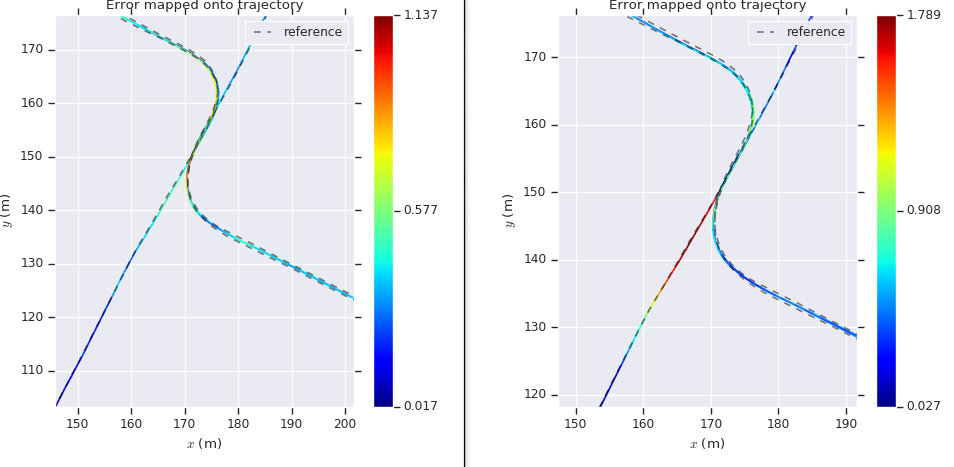 Error mapped onto trajectory
reference
170
160
150
140
130
120
110
y (m)
150 160 170 180 190 200
x (m)
1.137
0.577
0.017
Error mapped onto trajectory
reference
170
160
150
140
130
120
y (m)
150 160 170 180 190
x (m)
1.789
0.908
0.027